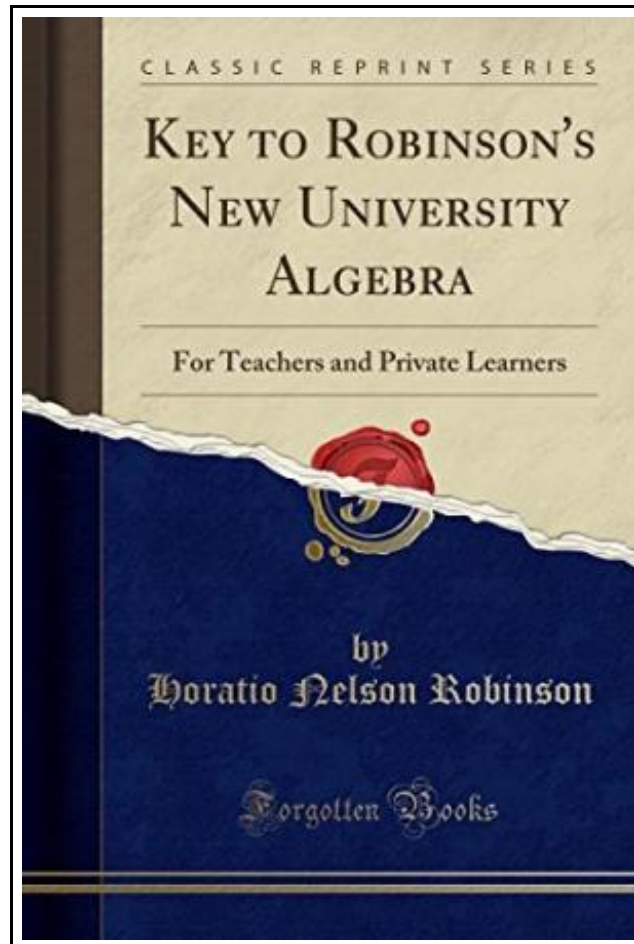 CLASSIC REPRINT SERIES
KEY TO ROBINSON'S
NEW UNIVERSITY
ALGEBRA
For Teachers and Private Learners
by
Horatio Nelson Robinson
Forgotten Books